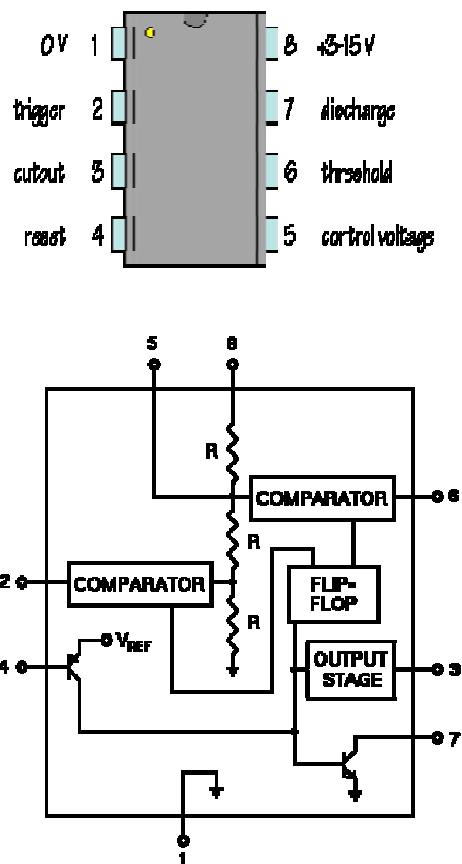 0V 1 8 +3-15V
trigger 2 7 discharge
output 3 6 threshold
reset 4 5 control voltage
5 8
R
COMPARATOR 6
R
2 COMPARATOR
FLIP-
FLOP
R
VREF
4
OUTPUT
STAGE 3
7
1